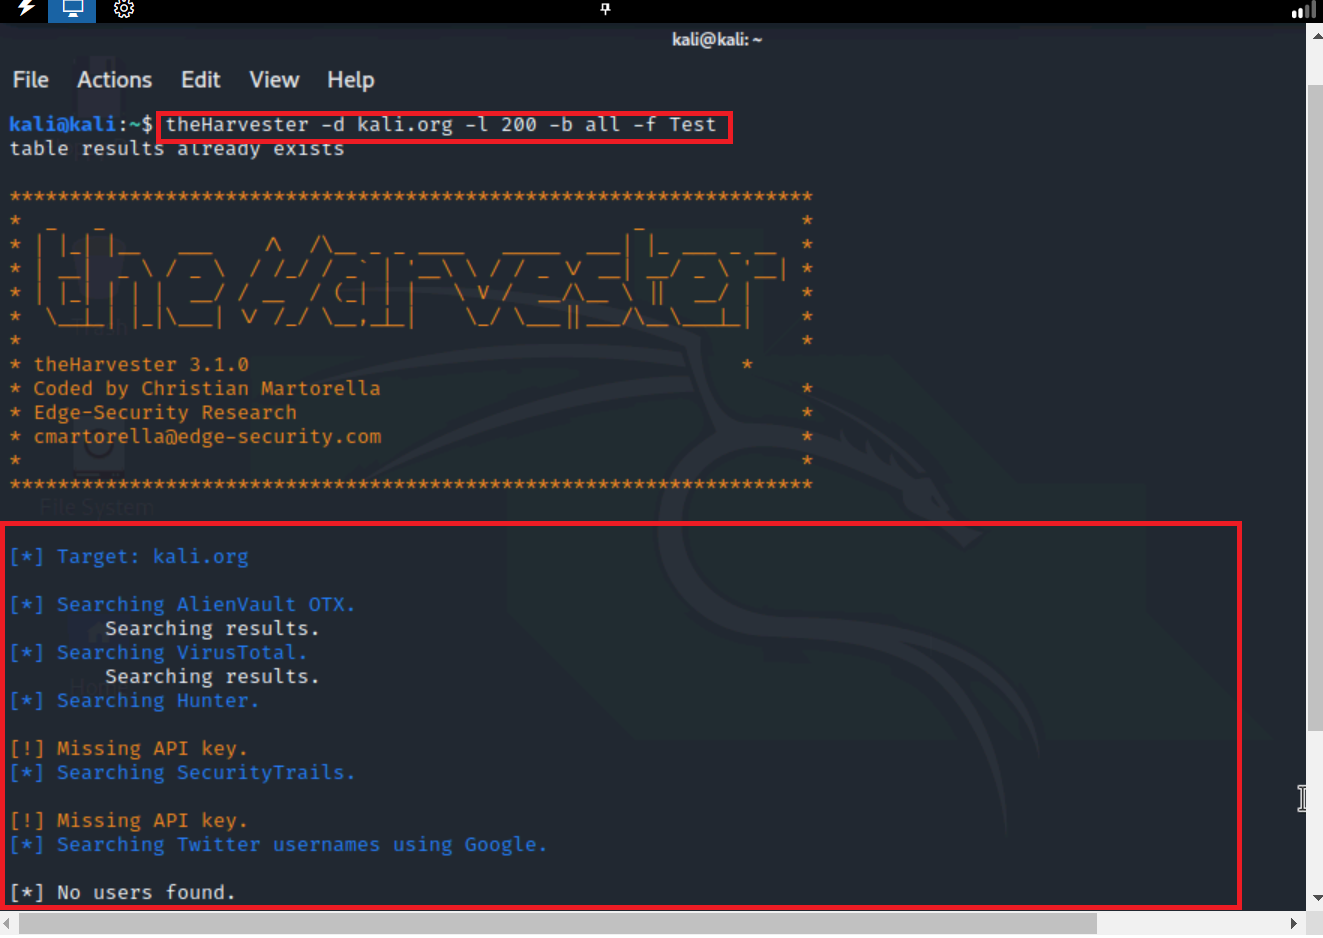 kali@kali: ~
File Actions Edit View Help
kali@kali:~$ theHarvester -d kali.org -l 200 -b all -f Test
table results already exists
*******************************************************************
* theHarvester *
* theHarvester 3.1.0 *
* Coded by Christian Martorella *
* Edge-Security Research *
* cmartorella@edge-security.com *
* *
*******************************************************************
File System
[*] Target: kali.org
[*] Searching AlienVault OTX.
Searching results.
[*] Searching VirusTotal.
Searching results.
[*] Searching Hunter.
[!] Missing API key.
[*] Searching SecurityTrails.
[!] Missing API key.
[*] Searching Twitter usernames using Google.
[*] No users found.